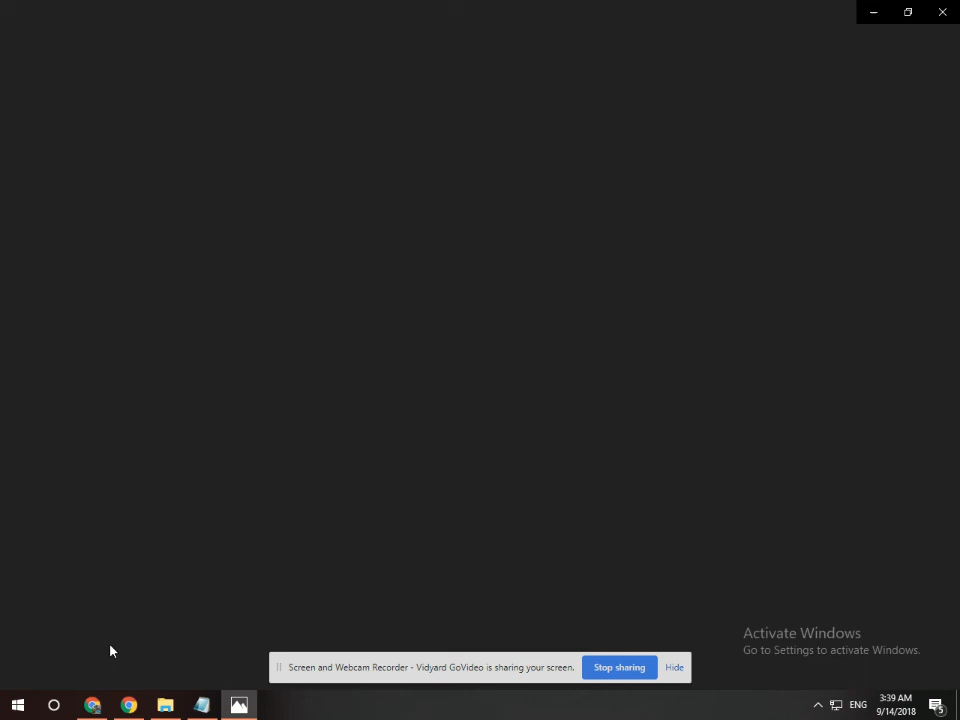 Activate Windows
Go to Settings to activate Windows.
Screen and Webcam Recorder - Vidyard GoVideo is sharing your screen. Stop sharing Hide
ENG 3:39 AM
9/14/2018 5